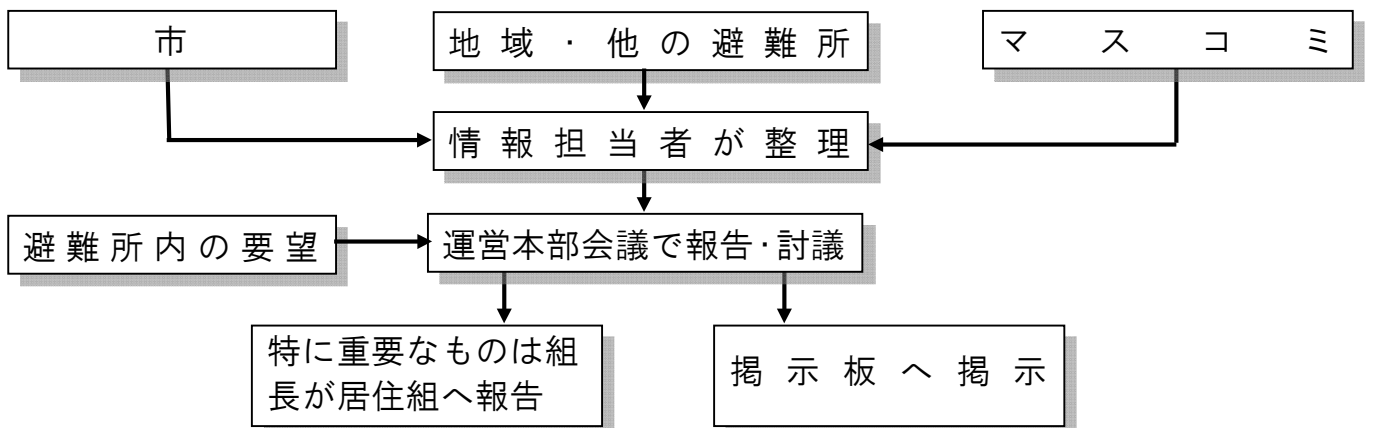 市
地域・他の避難所
マスコミ
情報担当者が整理
避難所内の要望
運営本部会議で報告・討議
特に重要なものは組
長が居住組へ報告
掲示板へ掲示